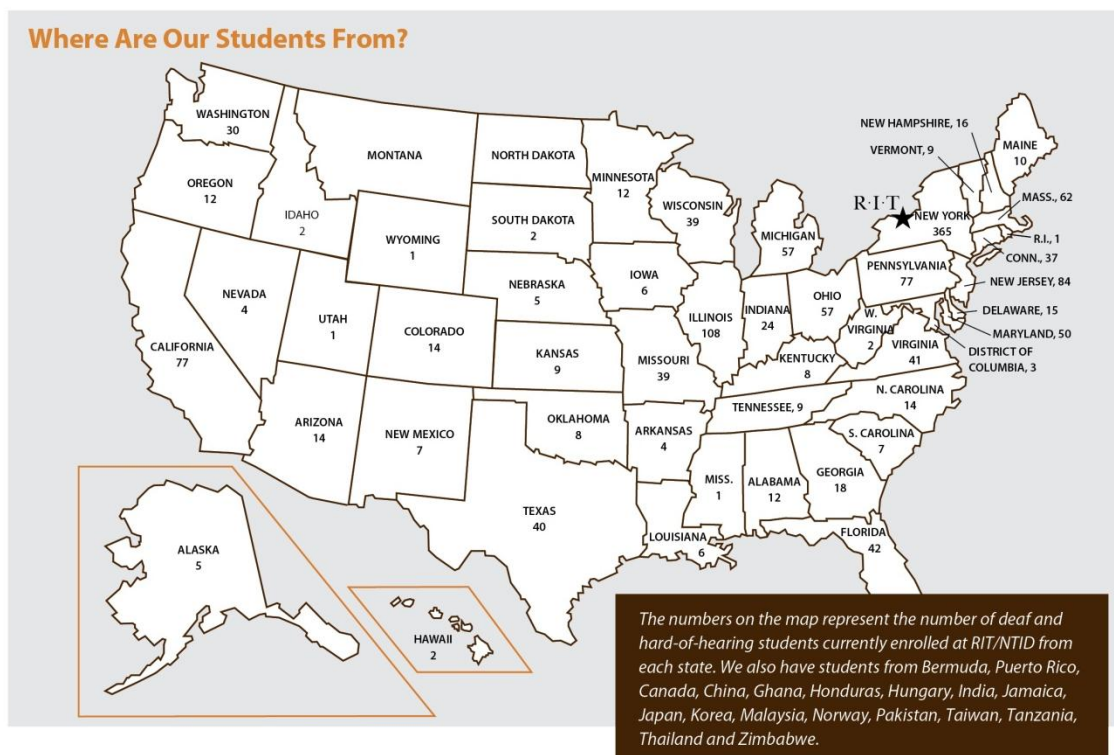 Where Are Our Students From?
WASHINGTON
30
MONTANA
NORTH DAKOTA
MINNESOTA
12
NEW HAMPSHIRE, 16
VERMONT, 9
MAINE
10
OREGON
12
IDAHO
2
WYOMING
1
SOUTH DAKOTA
2
WISCONSIN
39
MICHIGAN
57
R·I·T
NEW YORK
365
MASS., 62
R.I., 1
CONN., 37
NEW JERSEY, 84
DELAWARE, 15
MARYLAND, 50
DISTRICT OF
COLUMBIA, 3
NEVADA
4
UTAH
1
COLORADO
14
NEBRASKA
5
IOWA
6
ILLINOIS
108
INDIANA
24
OHIO
57
PENNSYLVANIA
77
W.
VIRGINIA
2
VIRGINIA
41
CALIFORNIA
77
KANSAS
9
MISSOURI
39
KENTUCKY
8
ARIZONA
14
NEW MEXICO
7
OKLAHOMA
8
ARKANSAS
4
TENNESSEE, 9
N. CAROLINA
14
S. CAROLINA
7
TEXAS
40
LOUISIANA
6
MISS.
1
ALABAMA
12
GEORGIA
18
FLORIDA
42
ALASKA
5
HAWAII
2
The numbers on the map represent the number of deaf and
hard-of-hearing students currently enrolled at RIT/NTID from
each state. We also have students from Bermuda, Puerto Rico,
Canada, China, Ghana, Honduras, Hungary, India, Jamaica,
Japan, Korea, Malaysia, Norway, Pakistan, Taiwan, Tanzania,
Thailand and Zimbabwe.